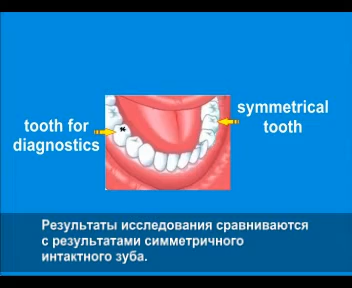 tooth for
diagnostics
symmetrical
tooth
Результаты исследования сравниваются
с результатами симметричного
интактного зуба.